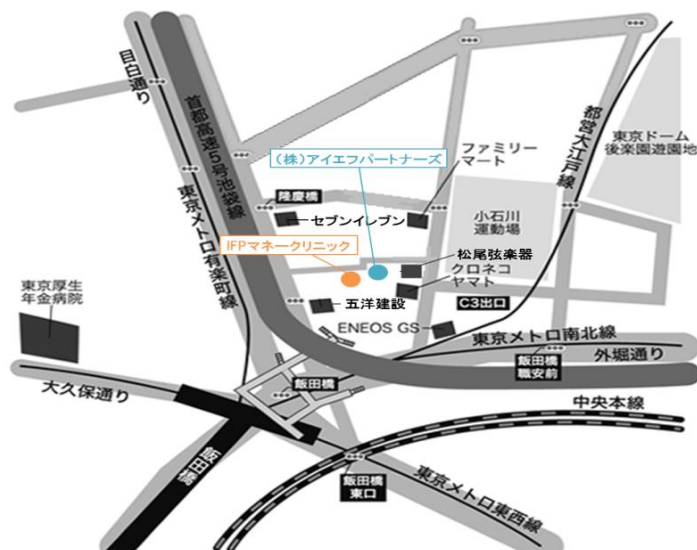 目白通り
首都高速5号池袋線
東京メトロ有楽町線
都営大江戸線
東京ドーム
後楽園遊園地
ファミリー
マート
(株)アイエフパートナーズ
隆慶橋
セブンイレブン
小石川
運動場
IFPマネークリニック
松尾弦楽器
クロネコ
ヤマト
C3出口
五洋建設
ENEOS GS
東京厚生
年金病院
東京メトロ南北線
外堀通り
飯田橋
職安前
大久保通り
飯田橋
中央本線
飯田橋
飯田橋
東口
東京メトロ東西線